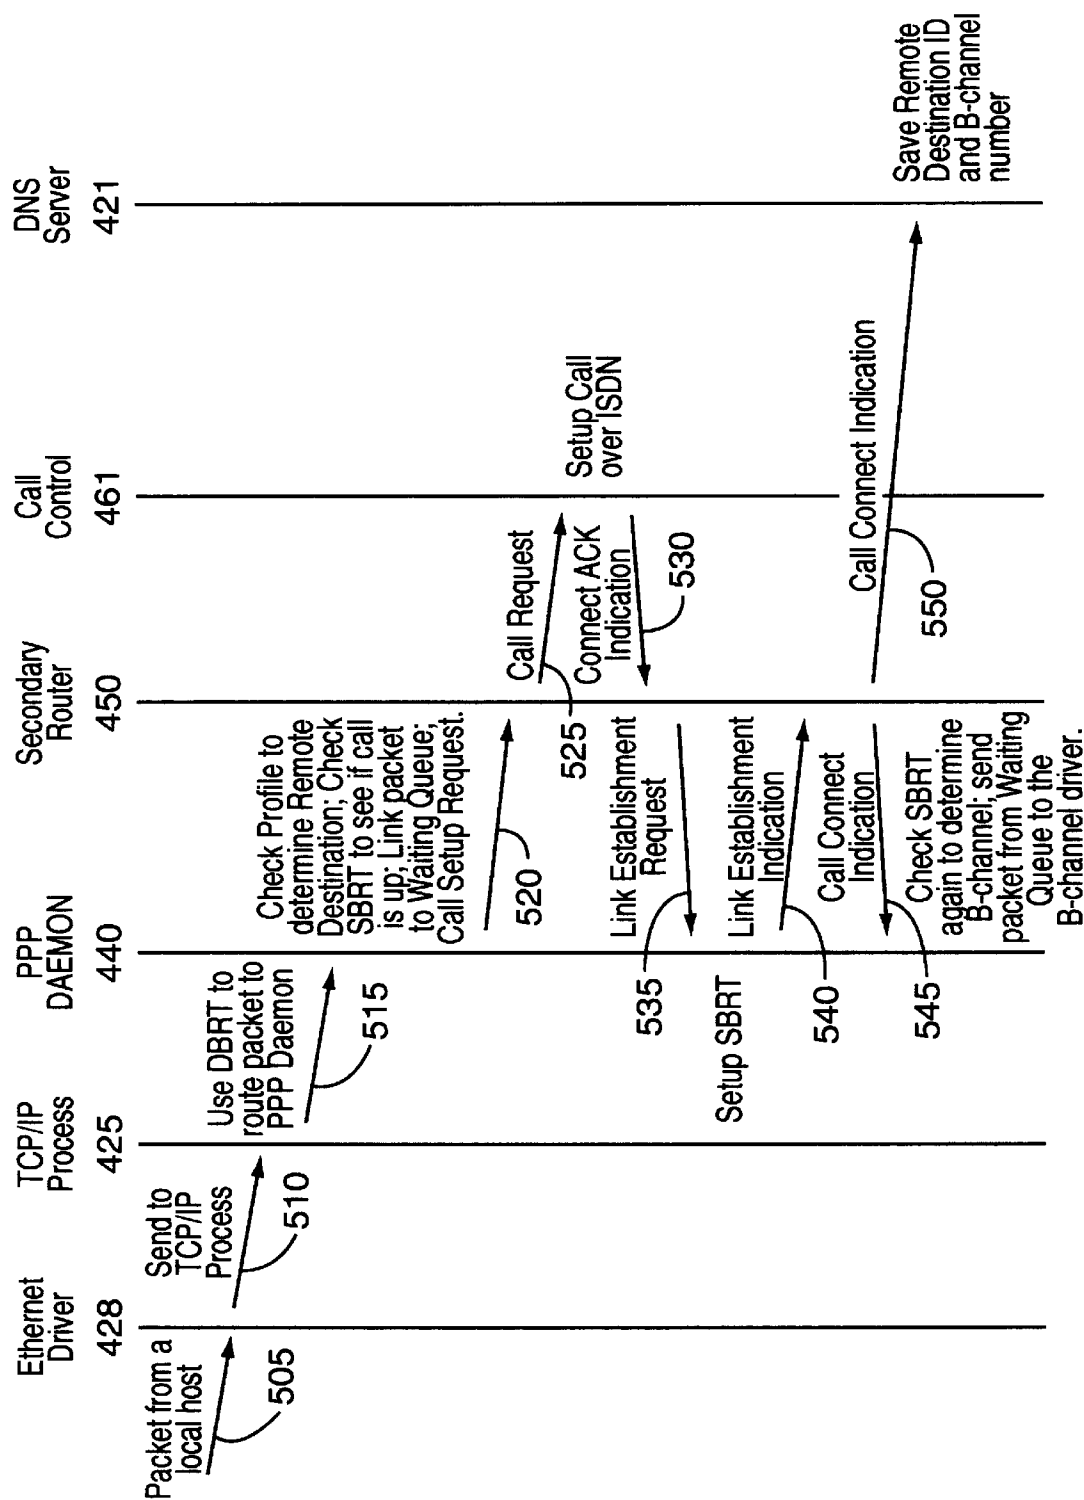 Ethernet
Driver
428
TCP/IP
Process
425
PPP
DAEMON
440
Secondary
Router
450
Call
Control
461
DNS
Server
421
Packet from a
local host
505
Send to
TCP/IP
Process
510
Use DBRT to
route packet to
PPP Daemon
515
Check Profile to
determine Remote
Destination; Check
SBRT to see if call
is up; Link packet
to Waiting Queue;
Call Setup Request.
520
Call Request
525
Setup Call
over ISDN
Connect ACK
Indication
530
Link Establishment
Request
535
Setup SBRT
Link Establishment
Indication
540
Call Connect
Indication
545
Call Connect Indication
550
Save Remote
Destination ID
and B-channel
number
Check SBRT
again to determine
B-channel; send
packet from Waiting
Queue to the
B-channel driver.